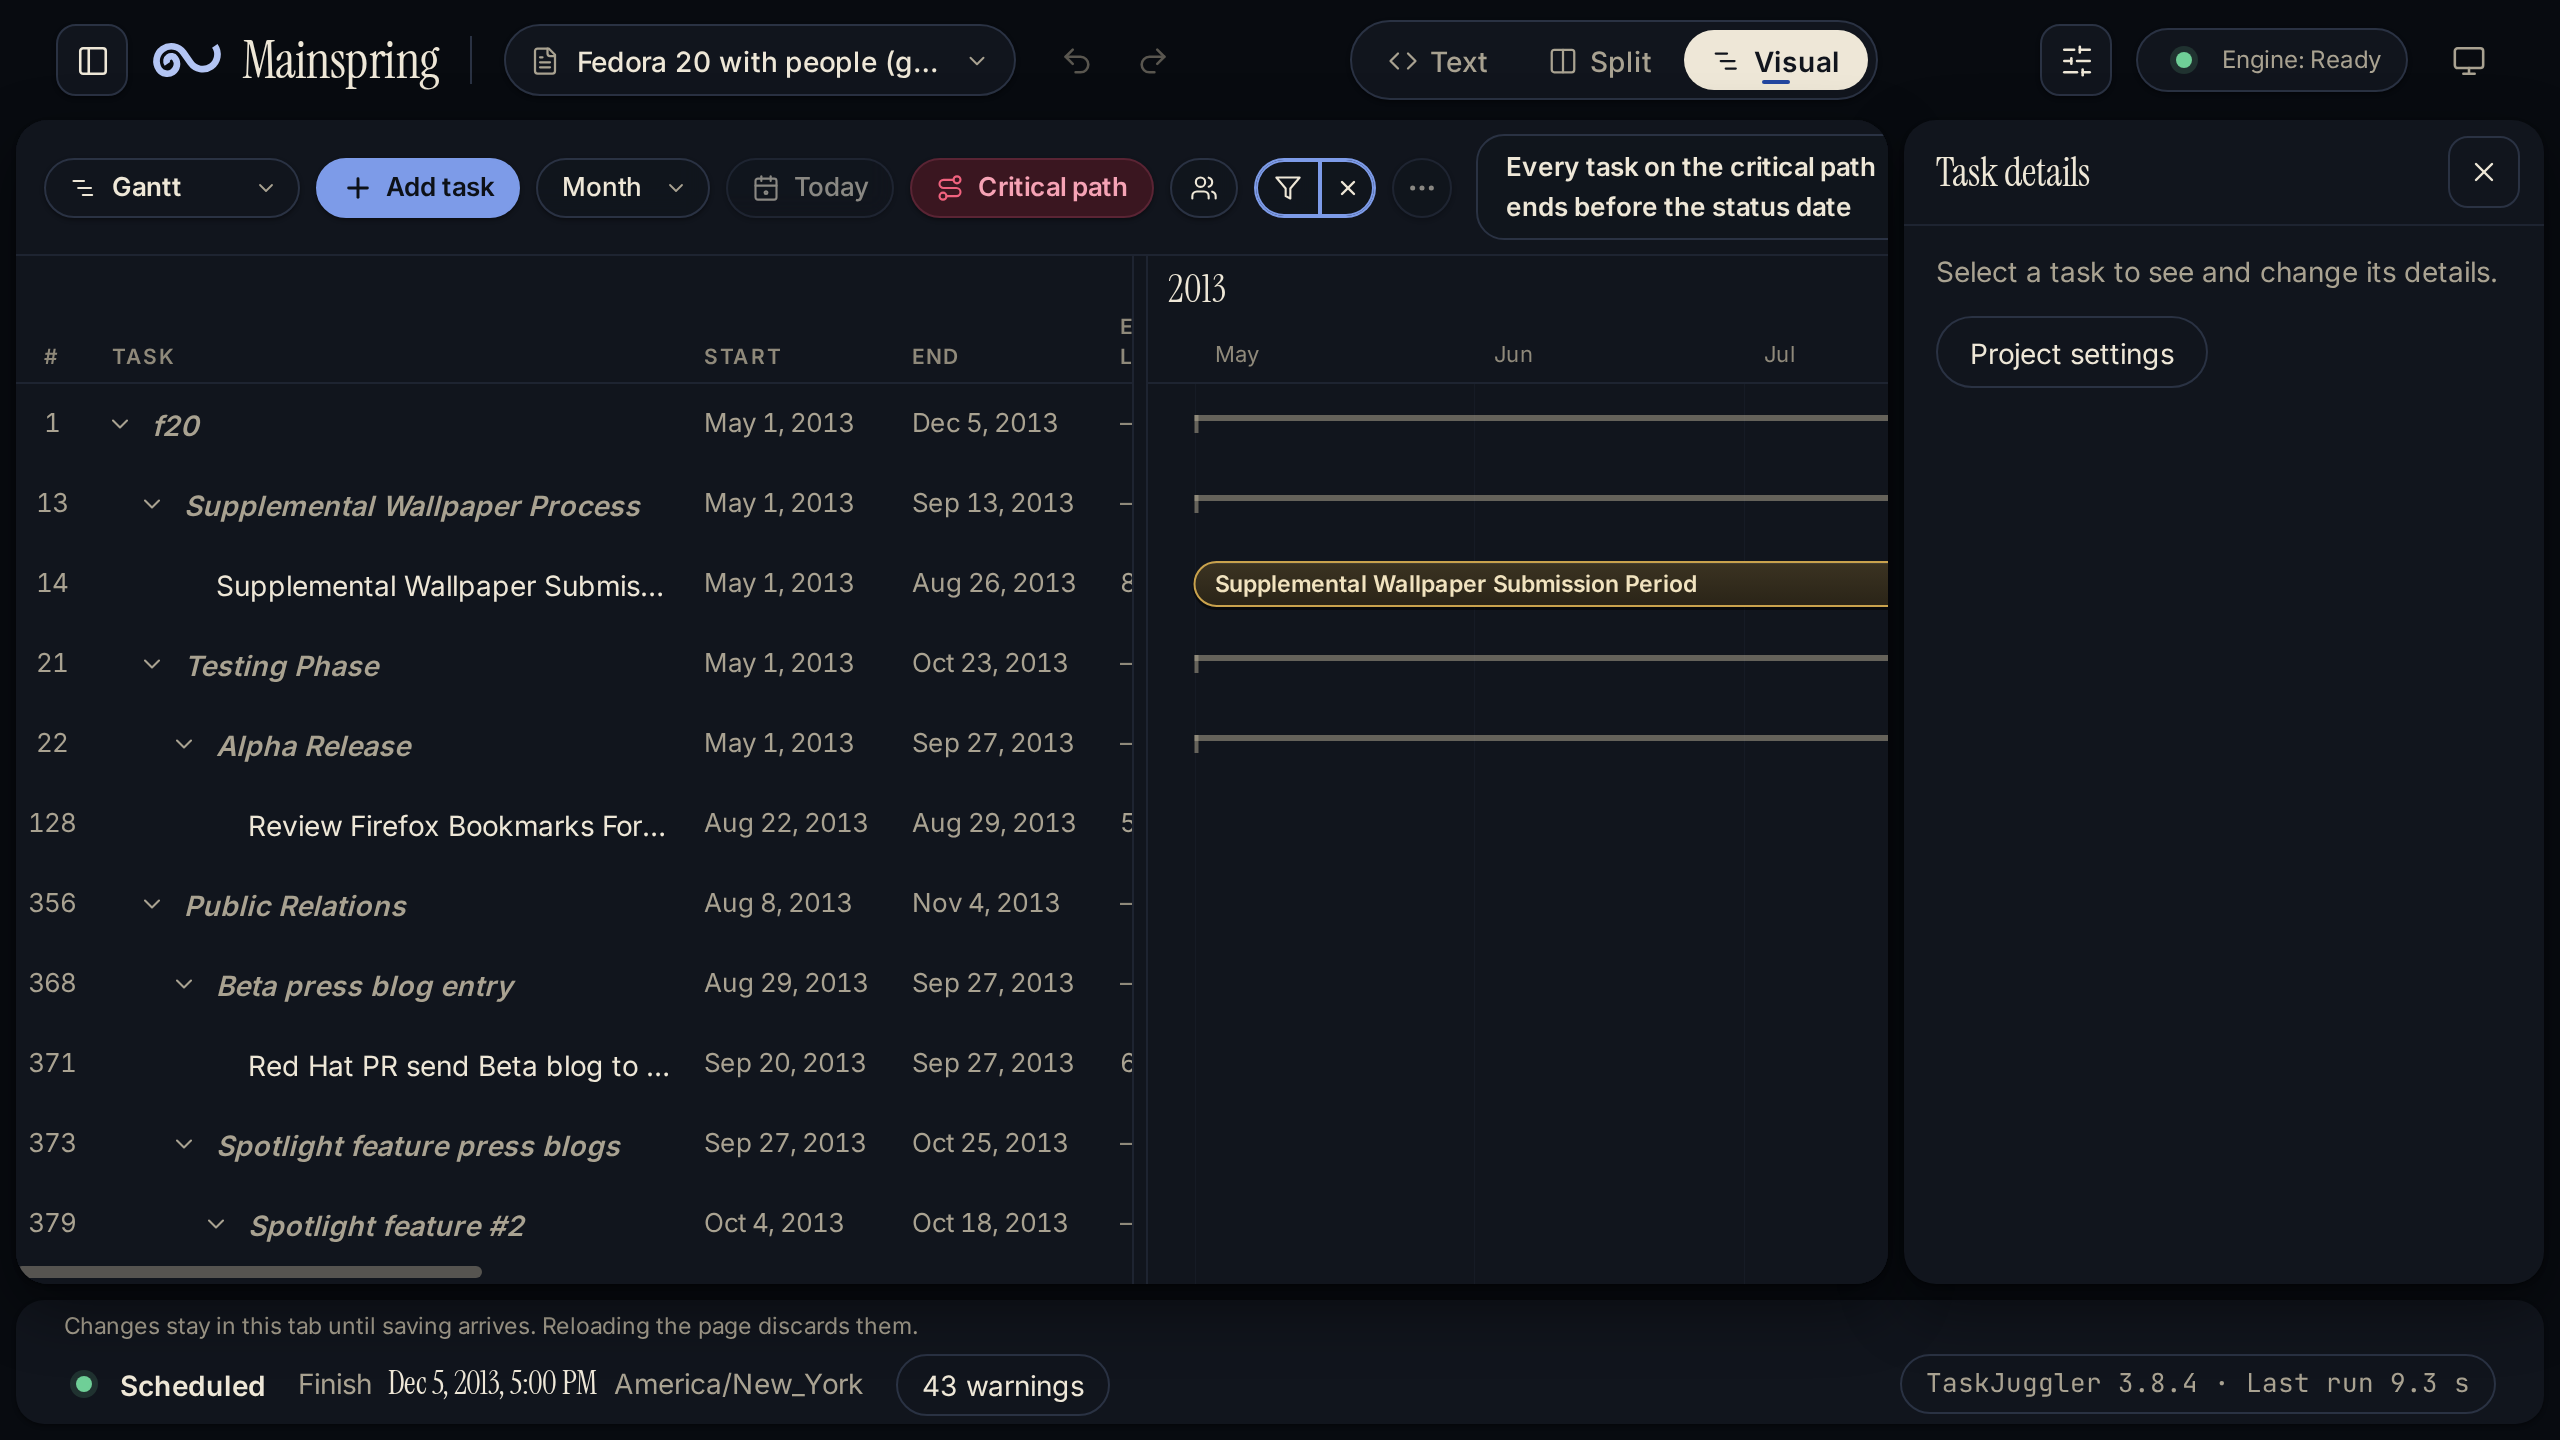 Mainspring
Fedora 20 with people (g...
Text
Split
Visual
Engine: Ready
Gantt
Add task
Month
Today
Critical path
Every task on the critical path
ends before the status date
Task details
Select a task to see and change its details.
Project settings
2013
May Jun Jul
# TASK START END
1 f20 May 1, 2013 Dec 5, 2013 –
13 Supplemental Wallpaper Process May 1, 2013 Sep 13, 2013 –
14 Supplemental Wallpaper Submis... May 1, 2013 Aug 26, 2013
Supplemental Wallpaper Submission Period
21 Testing Phase May 1, 2013 Oct 23, 2013 –
22 Alpha Release May 1, 2013 Sep 27, 2013 –
128 Review Firefox Bookmarks For... Aug 22, 2013 Aug 29, 2013
356 Public Relations Aug 8, 2013 Nov 4, 2013 –
368 Beta press blog entry Aug 29, 2013 Sep 27, 2013 –
371 Red Hat PR send Beta blog to ... Sep 20, 2013 Sep 27, 2013
373 Spotlight feature press blogs Sep 27, 2013 Oct 25, 2013 –
379 Spotlight feature #2 Oct 4, 2013 Oct 18, 2013 –
Changes stay in this tab until saving arrives. Reloading the page discards them.
Scheduled Finish Dec 5, 2013, 5:00 PM America/New_York 43 warnings
TaskJuggler 3.8.4 · Last run 9.3 s